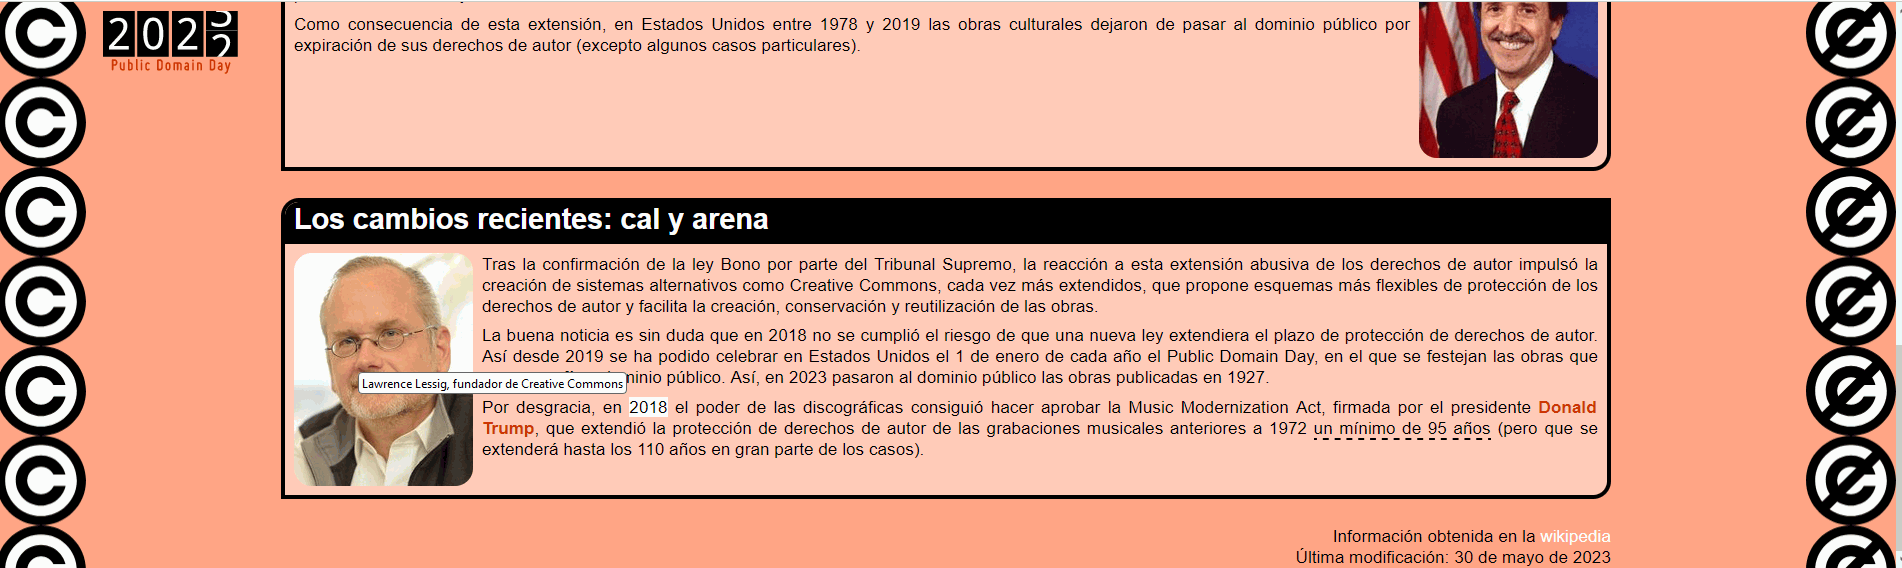 2022
Public Domain Day
Como consecuencia de esta extensión, en Estados Unidos entre 1978 y 2019 las obras culturales dejaron de pasar al dominio público por
expiración de sus derechos de autor (excepto algunos casos particulares).
Los cambios recientes: cal y arena
Tras la confirmación de la ley Bono por parte del Tribunal Supremo, la reacción a esta extensión abusiva de los derechos de autor impulsó la
creación de sistemas alternativos como Creative Commons, cada vez más extendidos, que propone esquemas más flexibles de protección de los
derechos de autor y facilita la creación, conservación y reutilización de las obras.
La buena noticia es sin duda que en 2018 no se cumplió el riesgo de que una nueva ley extendiera el plazo de protección de derechos de autor.
Así desde 2019 se ha podido celebrar en Estados Unidos el 1 de enero de cada año el Public Domain Day, en el que se festejan las obras que
público. Así, en 2023 pasaron al dominio público las obras publicadas en 1927.
Lawrence Lessig, fundador de Creative Commons
Por desgracia, en 2018 el poder de las discográficas consiguió hacer aprobar la Music Modernization Act, firmada por el presidente Donald
Trump, que extendió la protección de derechos de autor de las grabaciones musicales anteriores a 1972 un mínimo de 95 años (pero que se
extenderá hasta los 110 años en gran parte de los casos).
Información obtenida en la wikipedia
Última modificación: 30 de mayo de 2023